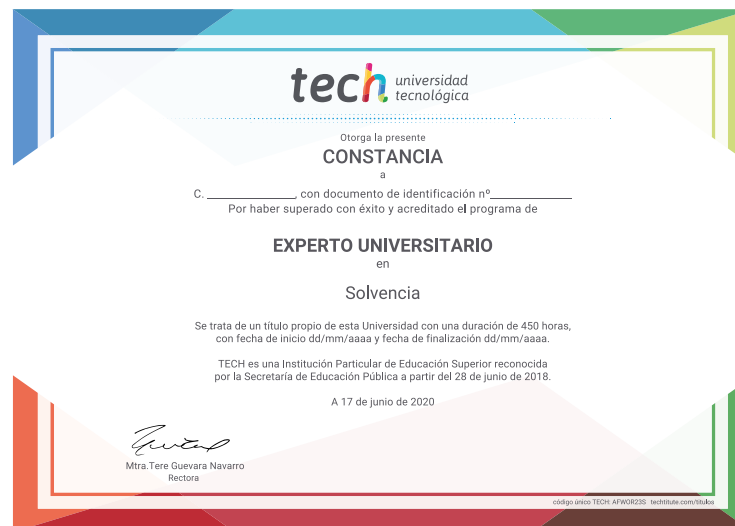 tech universidad
tecnológica
Otorga la presente
CONSTANCIA
a
C. ________________, con documento de identificación nº______________
Por haber superado con éxito y acreditado el programa de
EXPERTO UNIVERSITARIO
en
Solvencia
Se trata de un título propio de esta Universidad con una duración de 450 horas,
con fecha de inicio dd/mm/aaaa y fecha de finalización dd/mm/aaaa.
TECH es una Institución Particular de Educación Superior reconocida
por la Secretaría de Educación Pública a partir del 28 de junio de 2018.
A 17 de junio de 2020
Mtra.Tere Guevara Navarro
Rectora
código único TECH: AFWOR23S techtitute.com/titulos